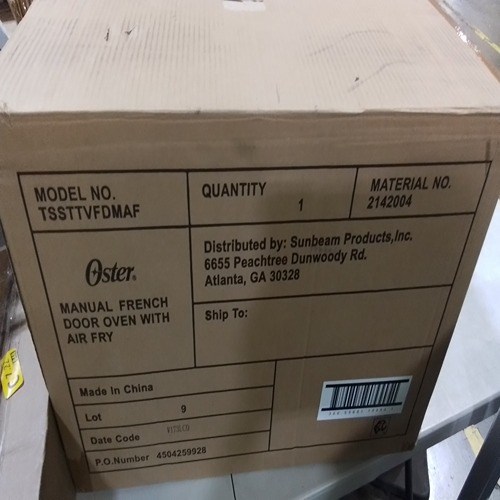 MODEL NO.
TSSTTVFDMAF
QUANTITY
1
MATERIAL NO.
2142004
Oster®
MANUAL FRENCH
DOOR OVEN WITH
AIR FRY
Distributed by: Sunbeam Products,Inc.
6655 Peachtree Dunwoody Rd.
Atlanta, GA 30328
Ship To:
Made In China
Lot
9
Date Code
P.O.Number 4504259928